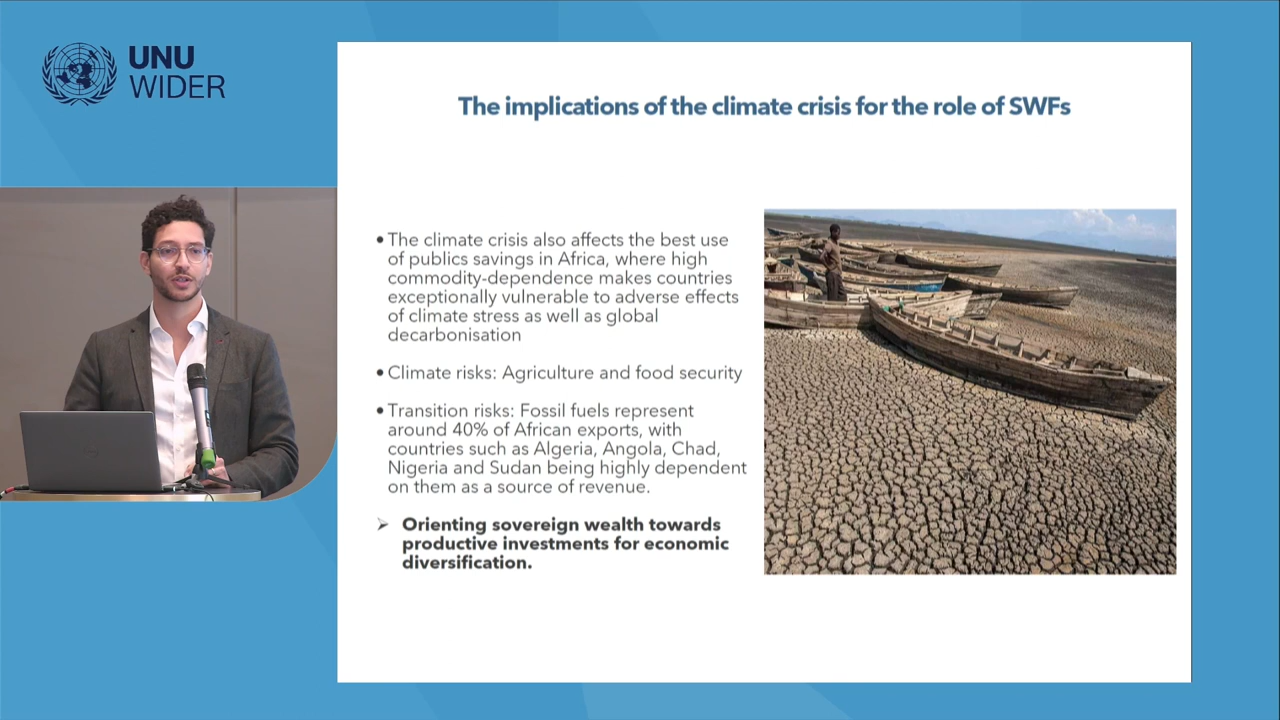 UNU
WIDER
The implications of the climate crisis for the role of SWFs
• The climate crisis also affects the best use
of publics savings in Africa, where high
commodity-dependence makes countries
exceptionally vulnerable to adverse effects
of climate stress as well as global
decarbonisation
• Climate risks: Agriculture and food security
• Transition risks: Fossil fuels represent
around 40% of African exports, with
countries such as Algeria, Angola, Chad,
Nigeria and Sudan being highly dependent
on them as a source of revenue.
➢ Orienting sovereign wealth towards
productive investments for economic
diversification.